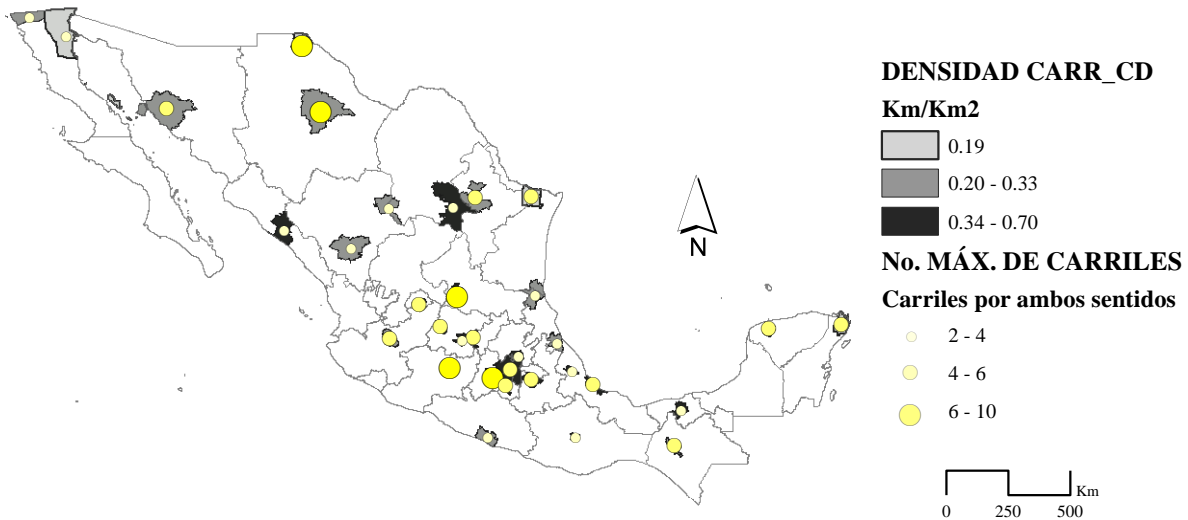 DENSIDAD CARR_CD
Km/Km2
0.19
0.20 - 0.33
0.34 - 0.70
N
No. MÁX. DE CARRILES
Carriles por ambos sentidos
2 - 4
4 - 6
6 - 10
Km
0 250 500